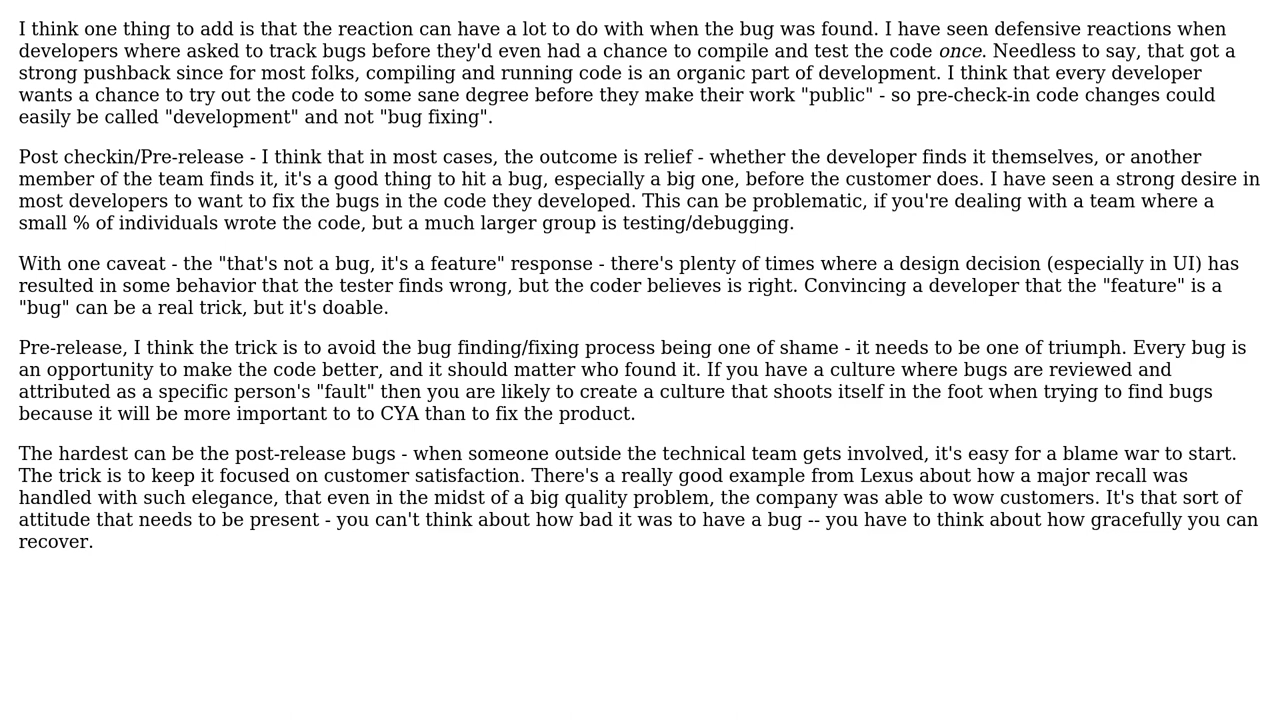 I think one thing to add is that the reaction can have a lot to do with when the bug was found. I have seen defensive reactions when
developers where asked to track bugs before they'd even had a chance to compile and test the code once. Needless to say, that got a
strong pushback since for most folks, compiling and running code is an organic part of development. I think that every developer
wants a chance to try out the code to some sane degree before they make their work "public" - so pre-check-in code changes could
easily be called "development" and not "bug fixing".
Post checkin/Pre-release - I think that in most cases, the outcome is relief - whether the developer finds it themselves, or another
member of the team finds it, it's a good thing to hit a bug, especially a big one, before the customer does. I have seen a strong desire in
most developers to want to fix the bugs in the code they developed. This can be problematic, if you're dealing with a team where a
small % of individuals wrote the code, but a much larger group is testing/debugging.
With one caveat - the "that's not a bug, it's a feature" response - there's plenty of times where a design decision (especially in UI) has
resulted in some behavior that the tester finds wrong, but the coder believes is right. Convincing a developer that the "feature" is a
"bug" can be a real trick, but it's doable.
Pre-release, I think the trick is to avoid the bug finding/fixing process being one of shame - it needs to be one of triumph. Every bug is
an opportunity to make the code better, and it should matter who found it. If you have a culture where bugs are reviewed and
attributed as a specific person's "fault" then you are likely to create a culture that shoots itself in the foot when trying to find bugs
because it will be more important to to CYA than to fix the product.
The hardest can be the post-release bugs - when someone outside the technical team gets involved, it's easy for a blame war to start.
The trick is to keep it focused on customer satisfaction. There's a really good example from Lexus about how a major recall was
handled with such elegance, that even in the midst of a big quality problem, the company was able to wow customers. It's that sort of
attitude that needs to be present - you can't think about how bad it was to have a bug -- you have to think about how gracefully you can
recover.